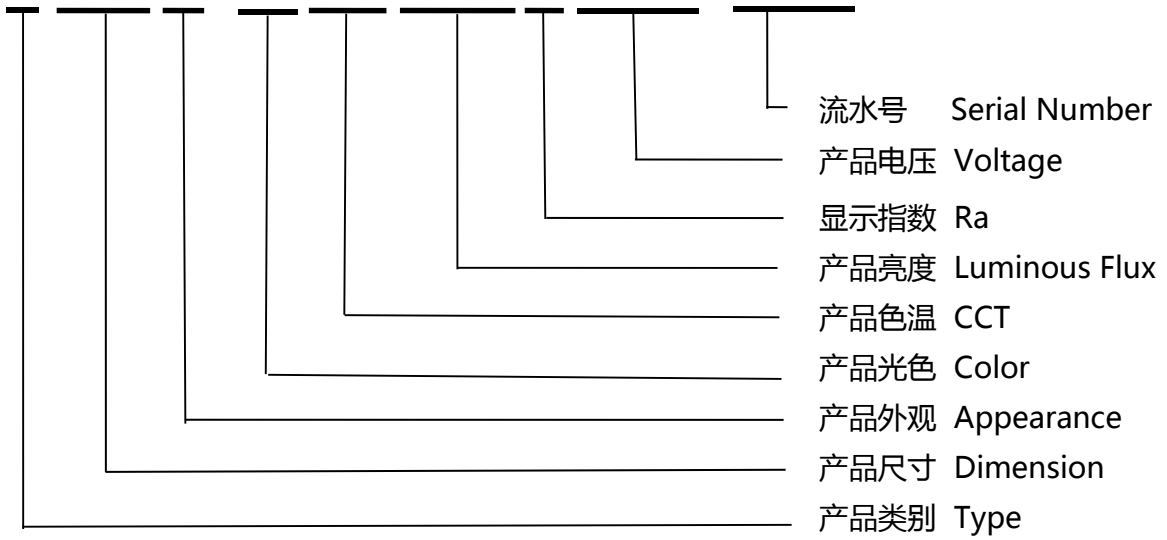 流水号 Serial Number
产品电压 Voltage
显示指数 Ra
产品亮度 Luminous Flux
产品色温 CCT
产品光色 Color
产品外观 Appearance
产品尺寸 Dimension
产品类别 Type